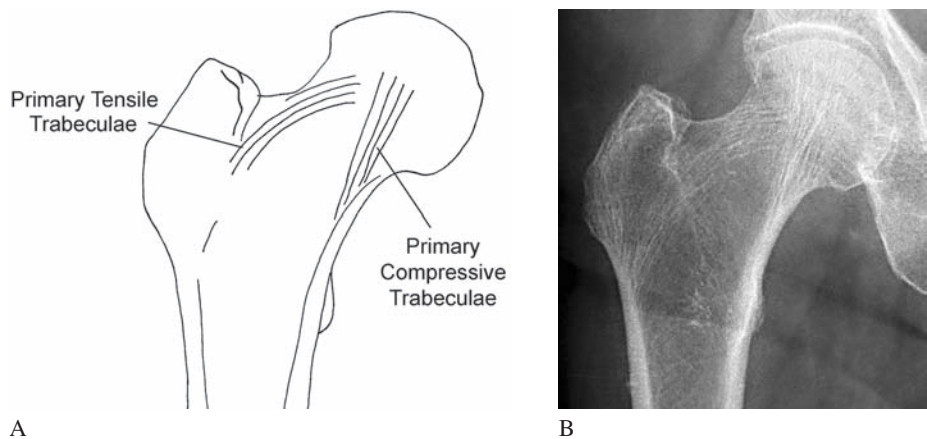 Primary Tensile
Trabeculae
Primary
Compressive
Trabeculae
A
B